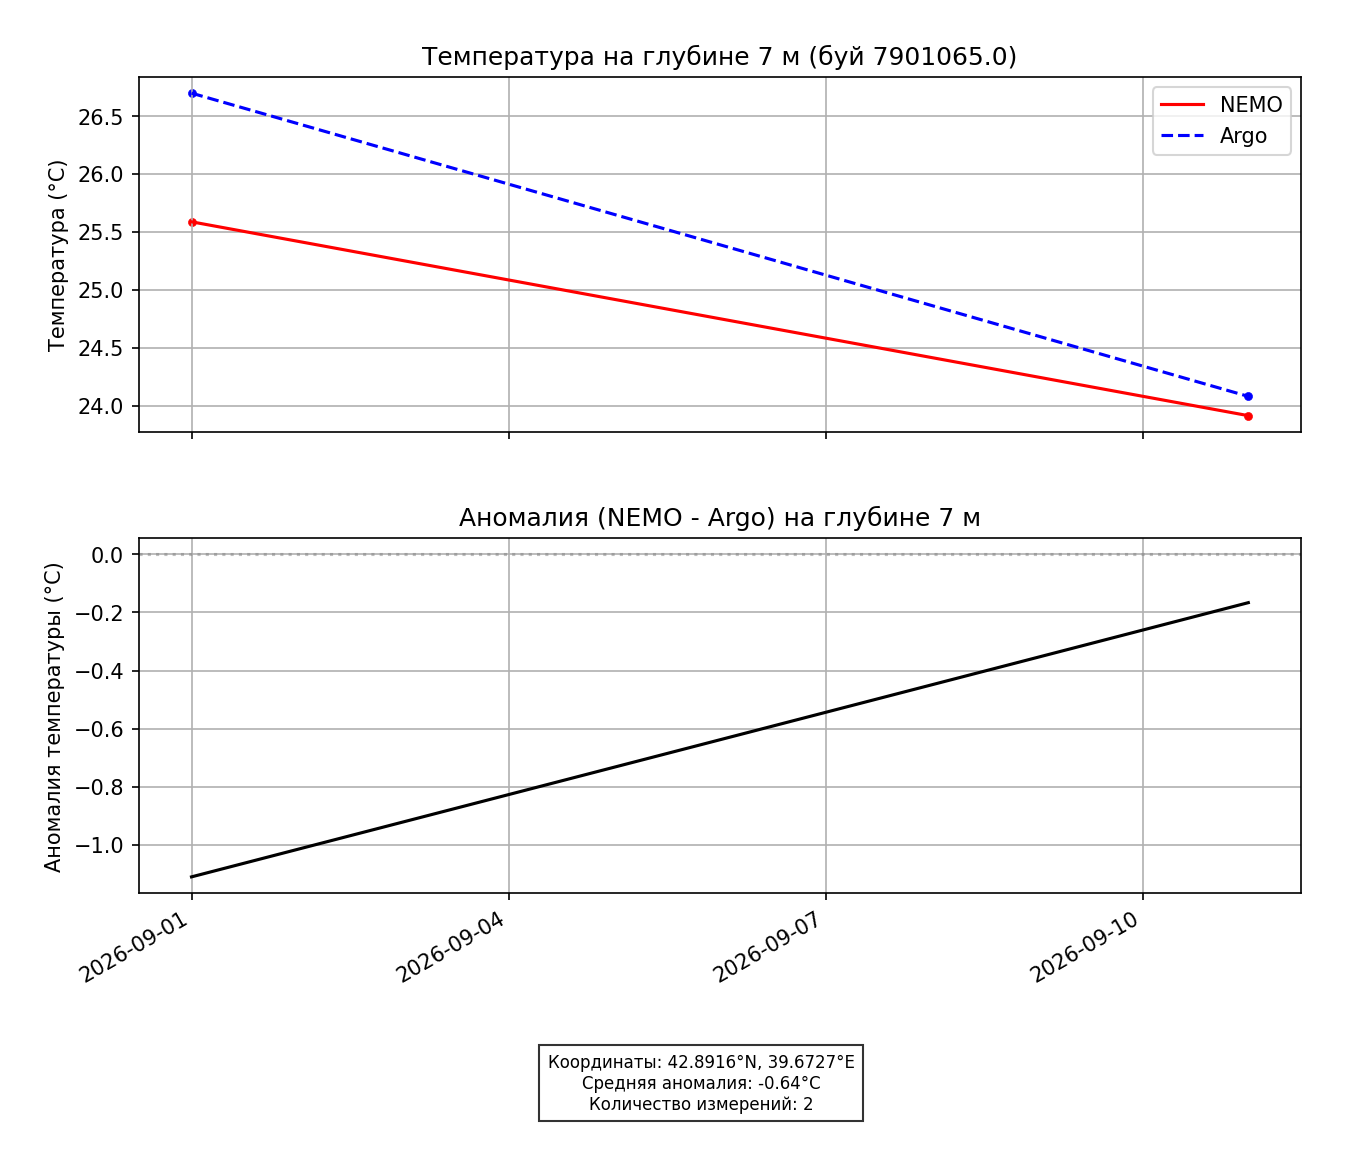 Температура на глубине 7 м (буй 7901065.0)
Температура (°C)
26.5
26.0
25.5
25.0
24.5
24.0
NEMO
Argo
Аномалия (NEMO - Argo) на глубине 7 м
Аномалия температуры (°C)
0.0
−0.2
−0.4
−0.6
−0.8
−1.0
2026-09-01
2026-09-04
2026-09-07
2026-09-10
Координаты: 42.8916°N, 39.6727°E
Средняя аномалия: -0.64°C
Количество измерений: 2